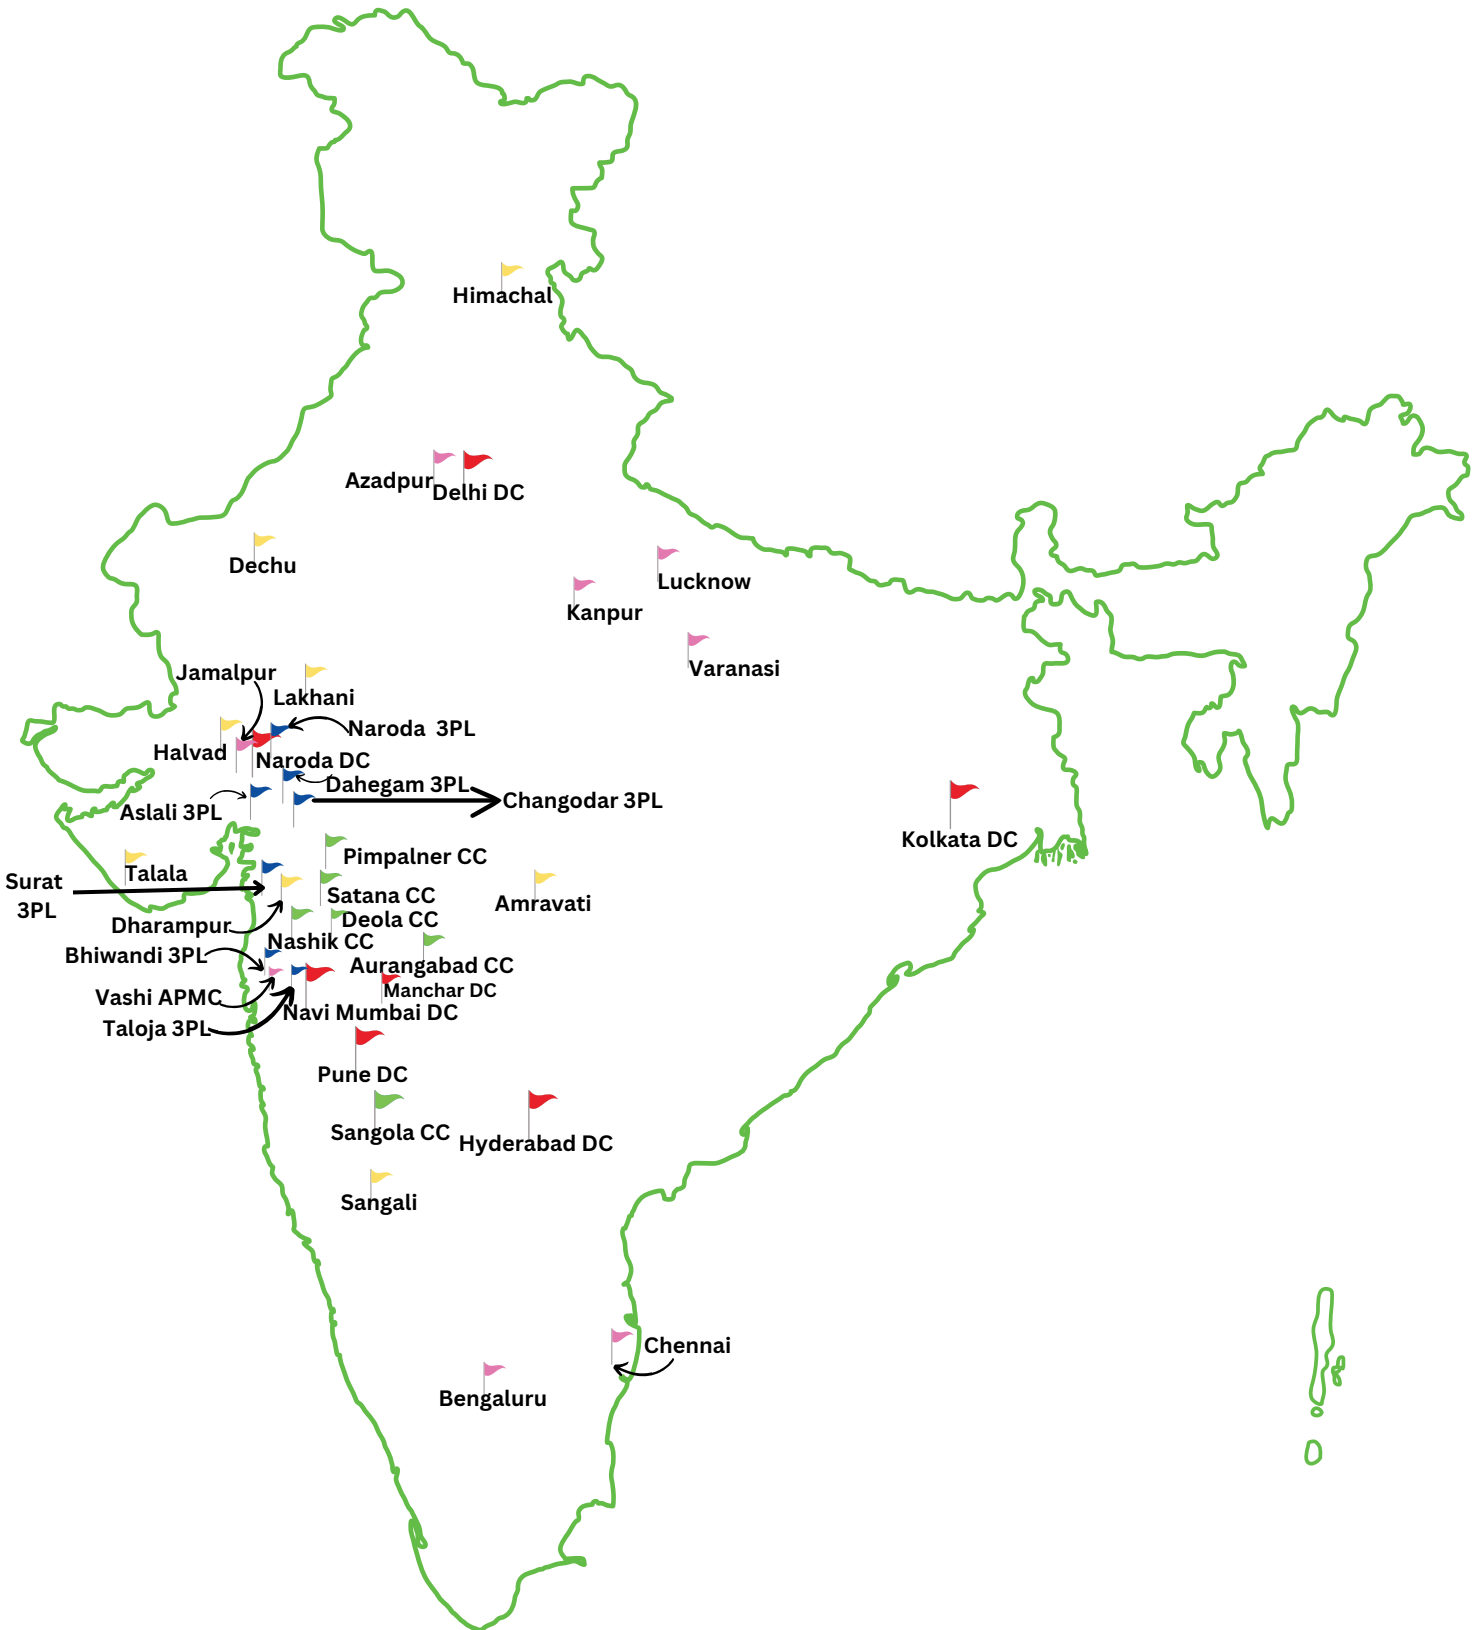 Himachal
Azadpur
Delhi DC
Dechu
Lucknow
Kanpur
Varanasi
Jamalpur
Lakhani
Naroda 3PL
Halvad
Naroda DC
Dahegam 3PL
Changodar 3PL
Aslali 3PL
Kolkata DC
Pimpalner CC
Talala
Surat
3PL
Satana CC
Amravati
Deola CC
Dharampur
Nashik CC
Bhiwandi 3PL
Aurangabad CC
Manchar DC
Vashi APMC
Navi Mumbai DC
Taloja 3PL
Pune DC
Sangola CC
Hyderabad DC
Sangali
Chennai
Bengaluru